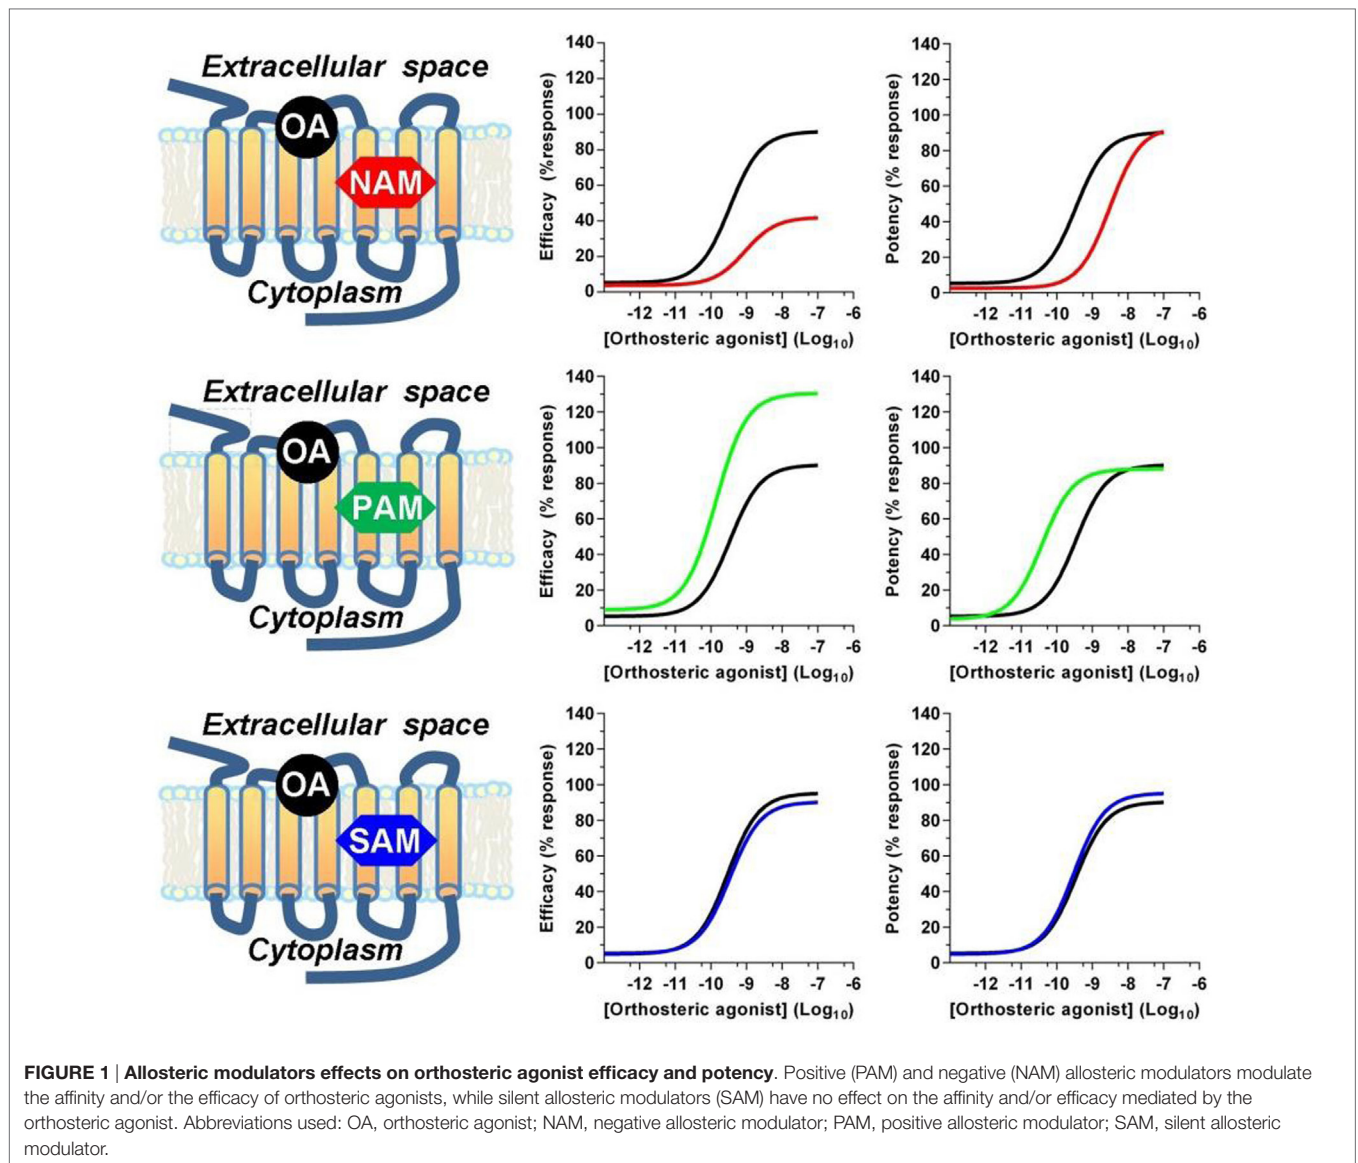 Extracellular space
OA
NAM
Cytoplasm
Efficacy (%response)
140
120
100
80
60
40
20
0
-12 -11 -10 -9 -8 -7 -6
[Orthosteric agonist] (Log10)
Potency (% response)
140
120
100
80
60
40
20
0
-12 -11 -10 -9 -8 -7 -6
[Orthosteric agonist] (Log10)
Extracellular space
OA
PAM
Cytoplasm
Efficacy (% response)
140
120
100
80
60
40
20
0
-12 -11 -10 -9 -8 -7 -6
[Orthosteric agonist] (Log10)
Potency (% response)
140
120
100
80
60
40
20
0
-12 -11 -10 -9 -8 -7 -6
[Orthosteric agonist] (Log10)
Extracellular space
OA
SAM
Cytoplasm
Efficacy (% response)
140
120
100
80
60
40
20
0
-12 -11 -10 -9 -8 -7 -6
[Orthosteric agonist] (Log10)
Potency (% response)
140
120
100
80
60
40
20
0
-12 -11 -10 -9 -8 -7 -6
[Orthosteric agonist] (Log10)
FIGURE 1 | Allosteric modulators effects on orthosteric agonist efficacy and potency. Positive (PAM) and negative (NAM) allosteric modulators modulate
the affinity and/or the efficacy of orthosteric agonists, while silent allosteric modulators (SAM) have no effect on the affinity and/or efficacy mediated by the
orthosteric agonist. Abbreviations used: OA, orthosteric agonist; NAM, negative allosteric modulator; PAM, positive allosteric modulator; SAM, silent allosteric
modulator.